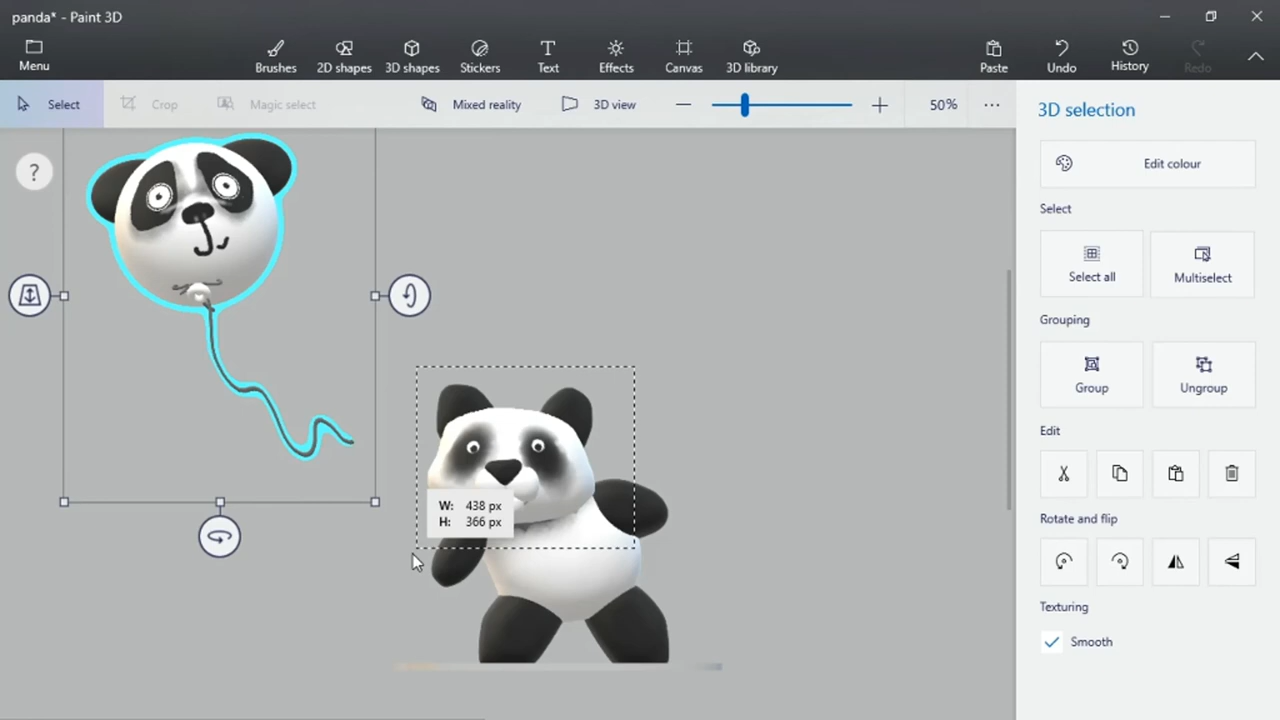 panda* - Paint 3D
Menu
Brushes
2D shapes
3D shapes
Stickers
Text
Effects
Canvas
3D library
Paste
Undo
History
Redo
Select
Crop
Magic select
Mixed reality
3D view
50%
3D selection
Edit colour
Select
Select all
Multiselect
Grouping
Group
Ungroup
Edit
Rotate and flip
Texturing
Smooth
?
W: 438 px
H: 366 px